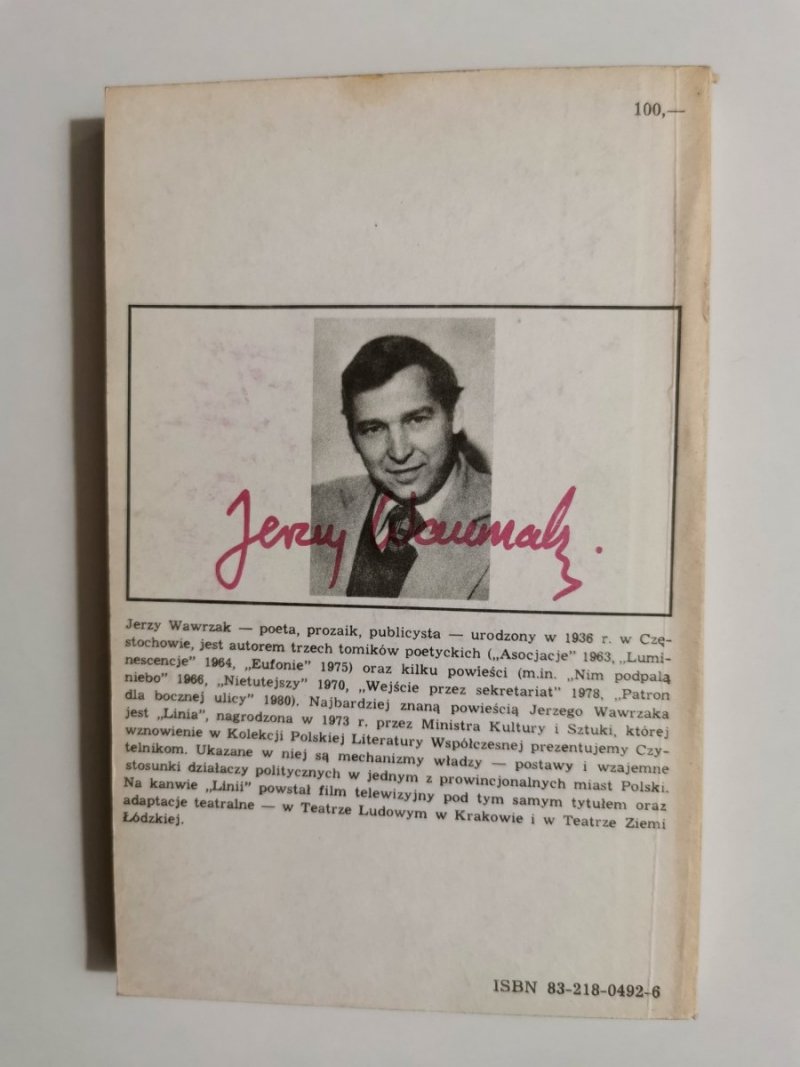 100,—
Jerzy Wawrzak.
Jerzy Wawrzak — poeta, prozaik, publicysta — urodzony w 1936 r. w Czę-
stochowie, jest autorem trzech tomików poetyckich („Asocjacje” 1963, „Lumi-
nescencje” 1964, „Eufonie” 1975) oraz kilku powieści (m.in. „Nim podpalą
niebo” 1966, „Nietutejszy” 1970, „Wejście przez sekretariat” 1978, „Patron
dla bocznej ulicy” 1980). Najbardziej znaną powieścią Jerzego Wawrzaka
jest „Linia”, nagrodzona w 1973 r. przez Ministra Kultury i Sztuki, której
wznowienie w Kolekcji Polskiej Literatury Współczesnej prezentujemy Czy-
telnikom. Ukazane w niej są mechanizmy władzy — postawy i wzajemne
stosunki działaczy politycznych w jednym z prowincjonalnych miast Polski.
Na kanwie „Linii” powstał film telewizyjny pod tym samym tytułem oraz
adaptacje teatralne — w Teatrze Ludowym w Krakowie i w Teatrze Ziemi
Łódzkiej.
ISBN 83-218-0492-6